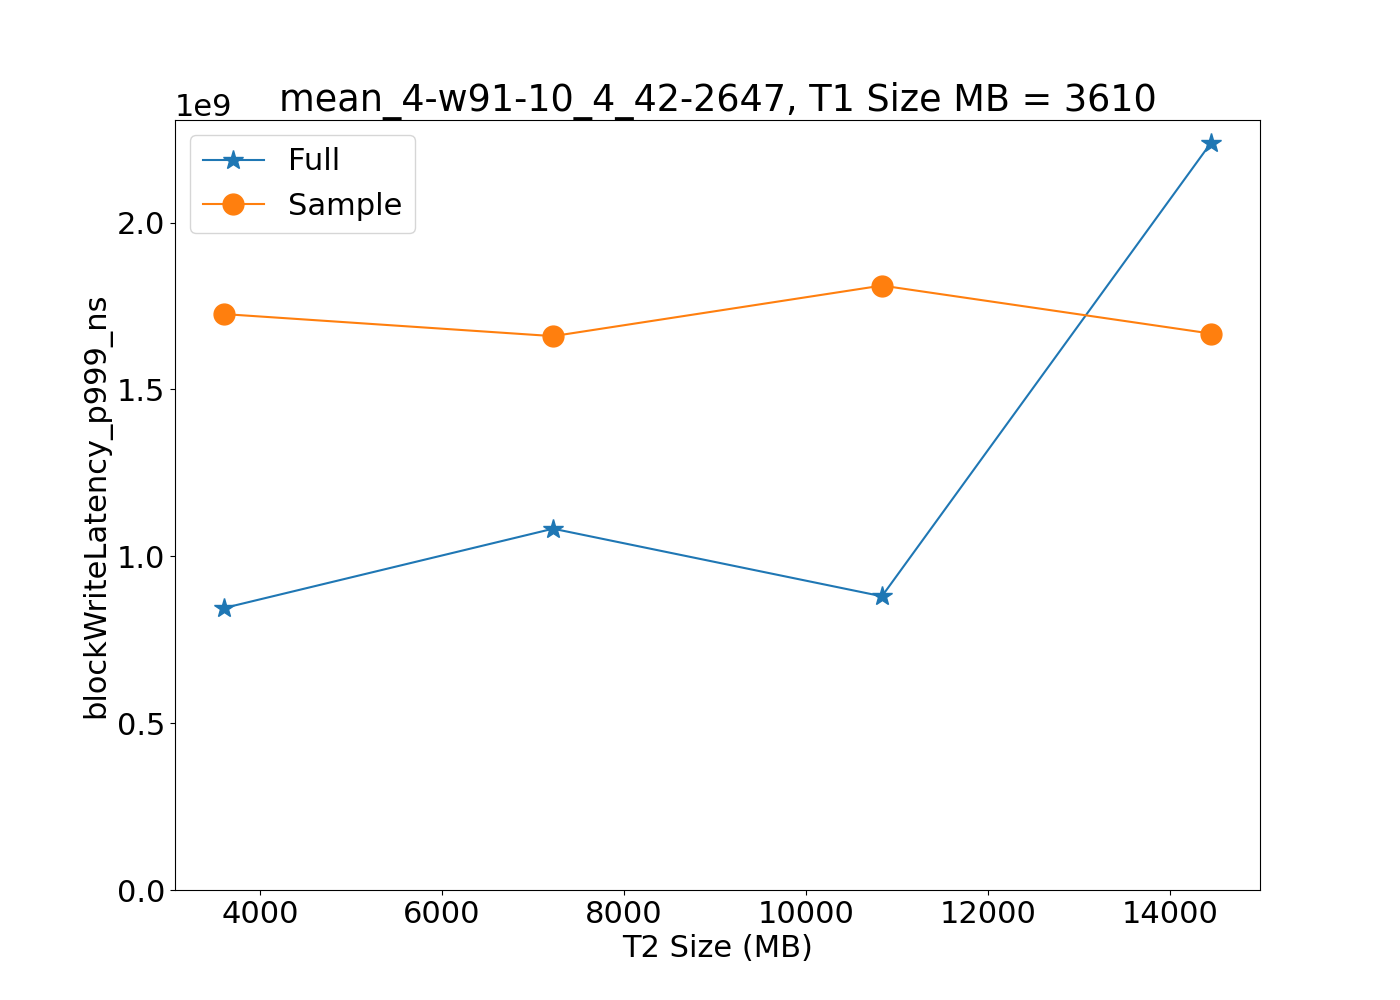 mean_4-w91-10_4_42-2647, T1 Size MB = 3610
1e9
Full
Sample
2.0
1.5
1.0
0.5
0.0
blockWriteLatency_p999_ns
4000 6000 8000 10000 12000 14000
T2 Size (MB)